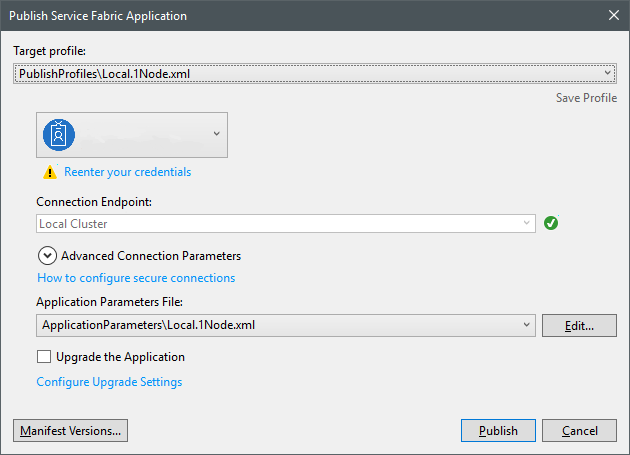 Publish Service Fabric Application
Target profile:
PublishProfiles\Local.1Node.xml
Save Profile
Reenter your credentials
Connection Endpoint:
Local Cluster
Advanced Connection Parameters
How to configure secure connections
Application Parameters File:
ApplicationParameters\Local.1Node.xml
Edit...
Upgrade the Application
Configure Upgrade Settings
Manifest Versions...
Publish
Cancel